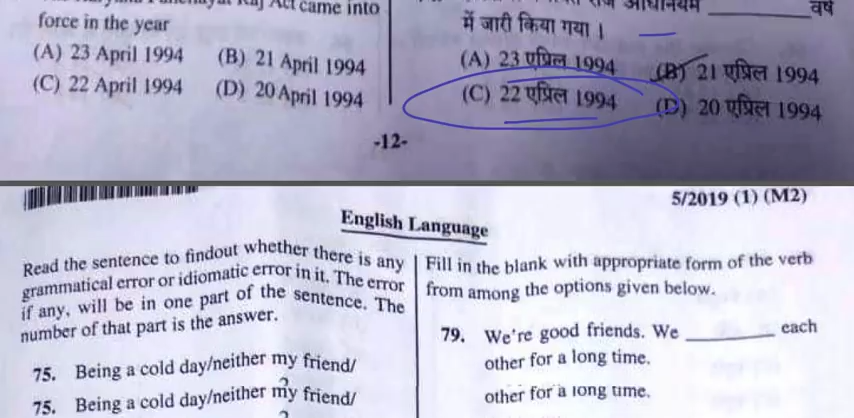 Act came into
force in the year
(A) 23 April 1994 (B) 21 April 1994
(C) 22 April 1994 (D) 20 April 1994
वर्ष
में जारी किया गया ।
(A) 23 एप्रिल 1994 (B) 21 एप्रिल 1994
(C) 22 एप्रिल 1994 (D) 20 एप्रिल 1994
-12-
5/2019 (1) (M2)
English Language
Read the sentence to findout whether there is any
grammatical error or idiomatic error in it. The error
if any, will be in one part of the sentence. The
number of that part is the answer.
75. Being a cold day/neither my friend/
75. Being a cold day/neither my friend/
Fill in the blank with appropriate form of the verb
from among the options given below.
79. We're good friends. We ________ each
other for a long time.
other for a long time.